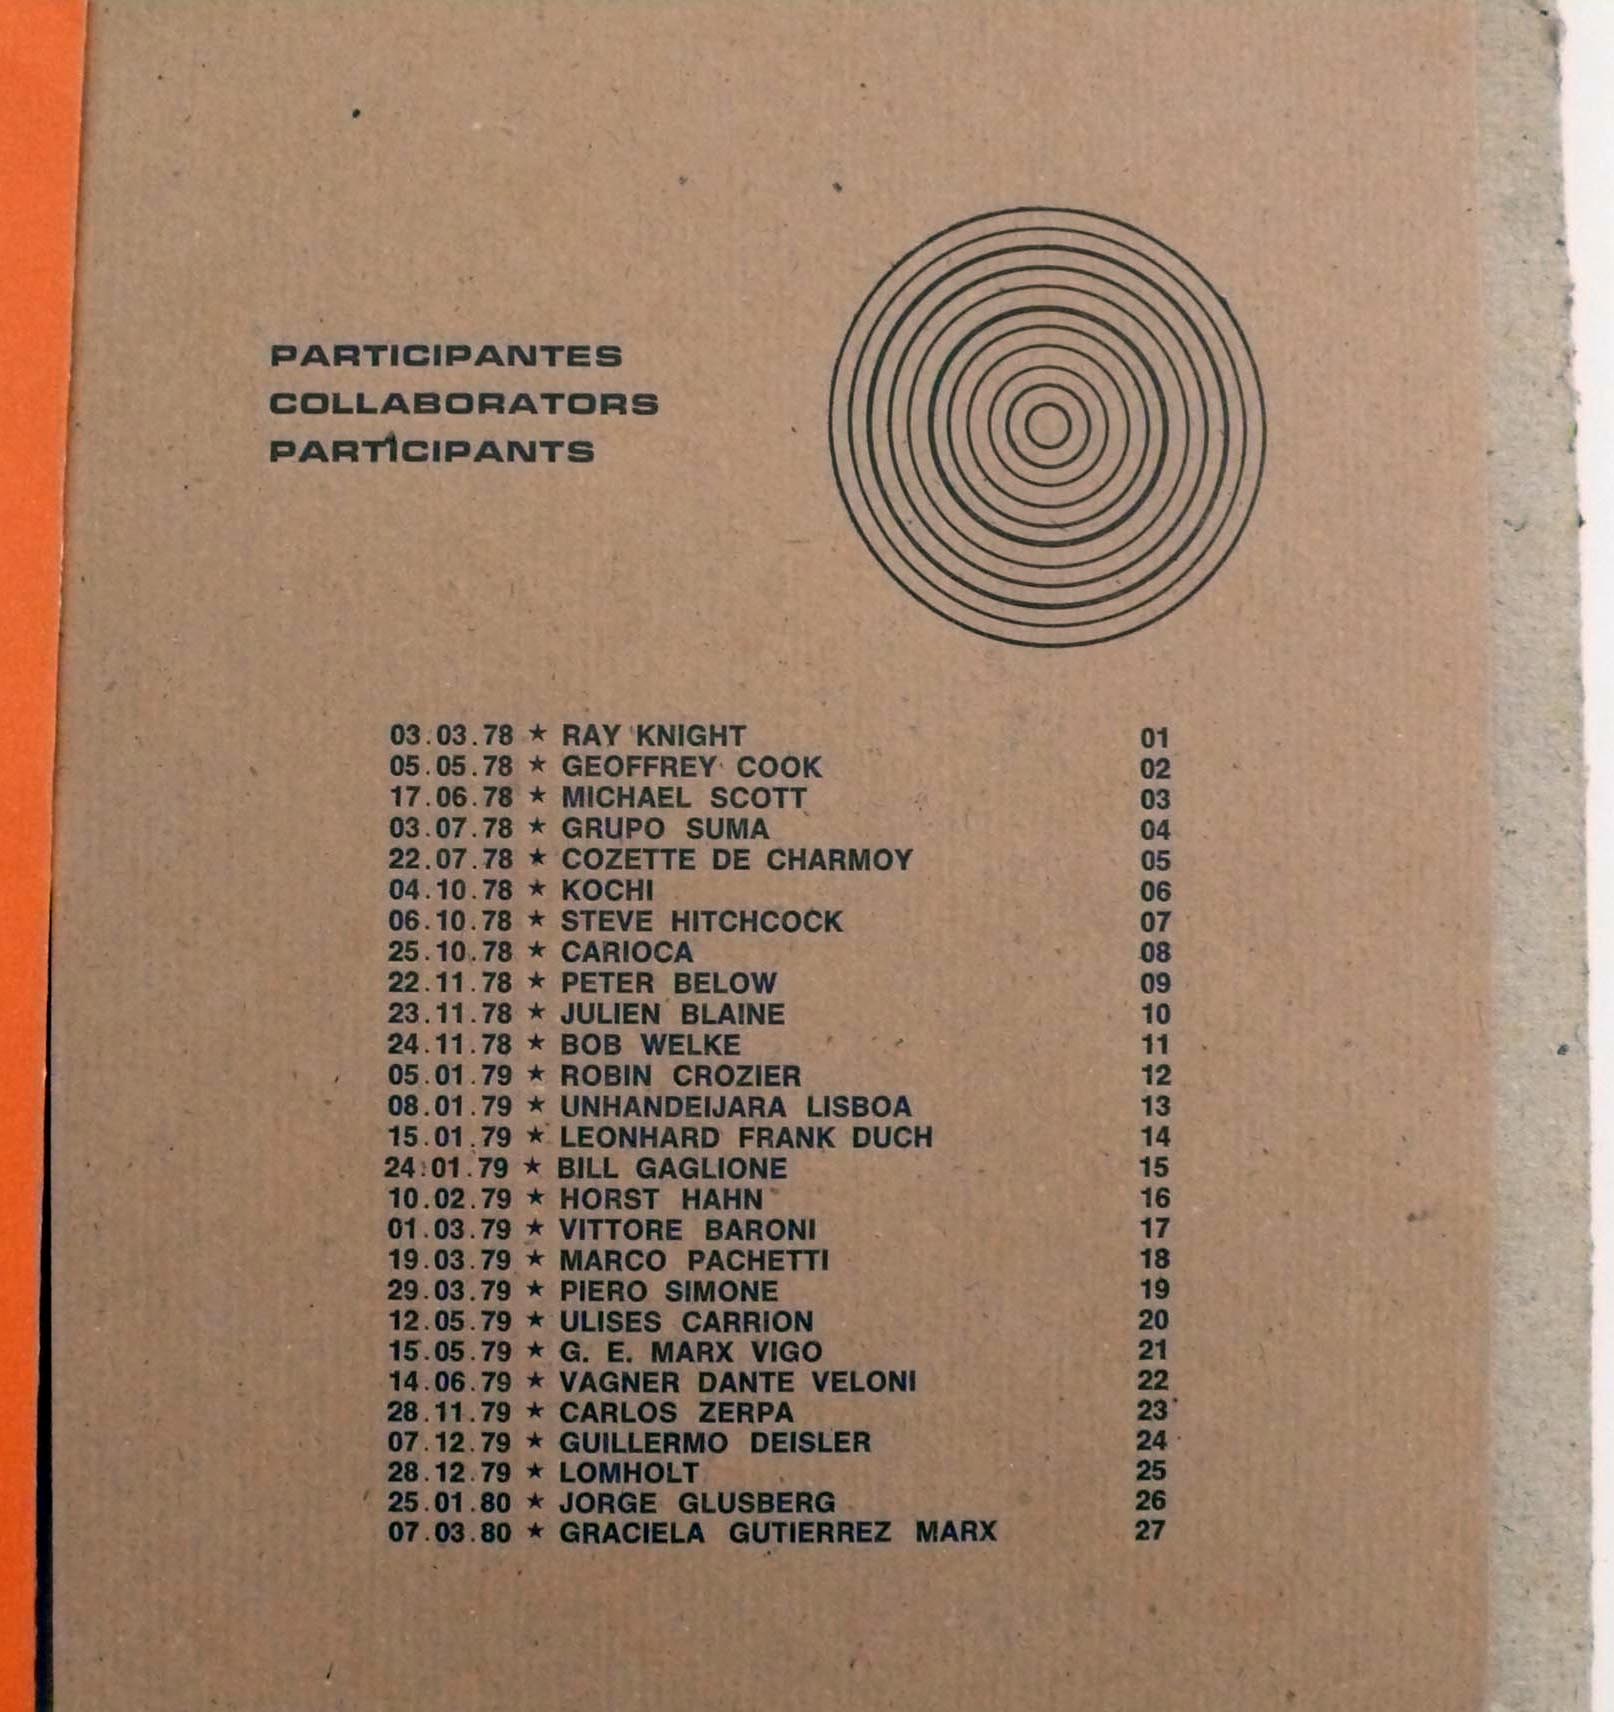 PARTICIPANTES
COLLABORATORS
PARTICIPANTS
03.03.78 ★ RAY KNIGHT 01
05.05.78 ★ GEOFFREY COOK 02
17.06.78 ★ MICHAEL SCOTT 03
03.07.78 ★ GRUPO SUMA 04
22.07.78 ★ COZETTE DE CHARMOY 05
04.10.78 ★ KOCHI 06
06.10.78 ★ STEVE HITCHCOCK 07
25.10.78 ★ CARIOCA 08
22.11.78 ★ PETER BELOW 09
23.11.78 ★ JULIEN BLAINE 10
24.11.78 ★ BOB WELKE 11
05.01.79 ★ ROBIN CROZIER 12
08.01.79 ★ UNHANDEIJARA LISBOA 13
15.01.79 ★ LEONHARD FRANK DUCH 14
24.01.79 ★ BILL GAGLIONE 15
10.02.79 ★ HORST HAHN 16
01.03.79 ★ VITTORE BARONI 17
19.03.79 ★ MARCO PACHETTI 18
29.03.79 ★ PIERO SIMONE 19
12.05.79 ★ ULISES CARRION 20
15.05.79 ★ G. E. MARX VIGO 21
14.06.79 ★ VAGNER DANTE VELONI 22
28.11.79 ★ CARLOS ZERPA 23
07.12.79 ★ GUILLERMO DEISLER 24
28.12.79 ★ LOMHOLT 25
25.01.80 ★ JORGE GLUSBERG 26
07.03.80 ★ GRACIELA GUTIERREZ MARX 27